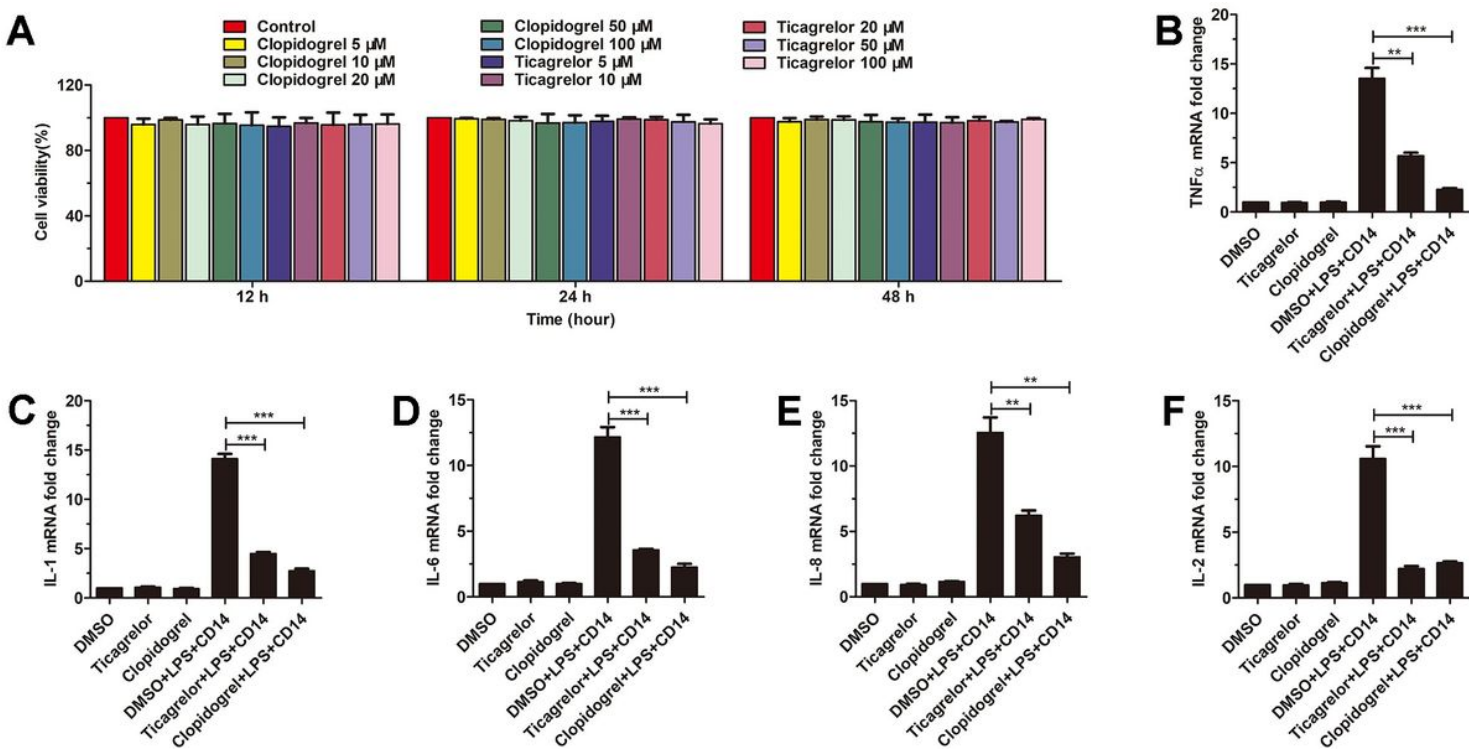 A
Control
Clopidogrel 5 µM
Clopidogrel 10 µM
Clopidogrel 20 µM
Clopidogrel 50 µM
Clopidogrel 100 µM
Ticagrelor 5 µM
Ticagrelor 10 µM
Ticagrelor 20 µM
Ticagrelor 50 µM
Ticagrelor 100 µM
Cell viability(%)
120
80
40
0
12 h
24 h
48 h
Time (hour)
B
TNFα mRNA fold change
20
15
10
5
0
***
**
DMSO
Ticagrelor
Clopidogrel
DMSO+LPS+CD14
Ticagrelor+LPS+CD14
Clopidogrel+LPS+CD14
C
IL-1 mRNA fold change
20
15
10
5
0
***
***
DMSO
Ticagrelor
Clopidogrel
DMSO+LPS+CD14
Ticagrelor+LPS+CD14
Clopidogrel+LPS+CD14
D
IL-6 mRNA fold change
15
10
5
0
***
***
DMSO
Ticagrelor
Clopidogrel
DMSO+LPS+CD14
Ticagrelor+LPS+CD14
Clopidogrel+LPS+CD14
E
IL-8 mRNA fold change
15
10
5
0
**
**
DMSO
Ticagrelor
Clopidogrel
DMSO+LPS+CD14
Ticagrelor+LPS+CD14
Clopidogrel+LPS+CD14
F
IL-2 mRNA fold change
15
10
5
0
***
***
DMSO
Ticagrelor
Clopidogrel
DMSO+LPS+CD14
Ticagrelor+LPS+CD14
Clopidogrel+LPS+CD14